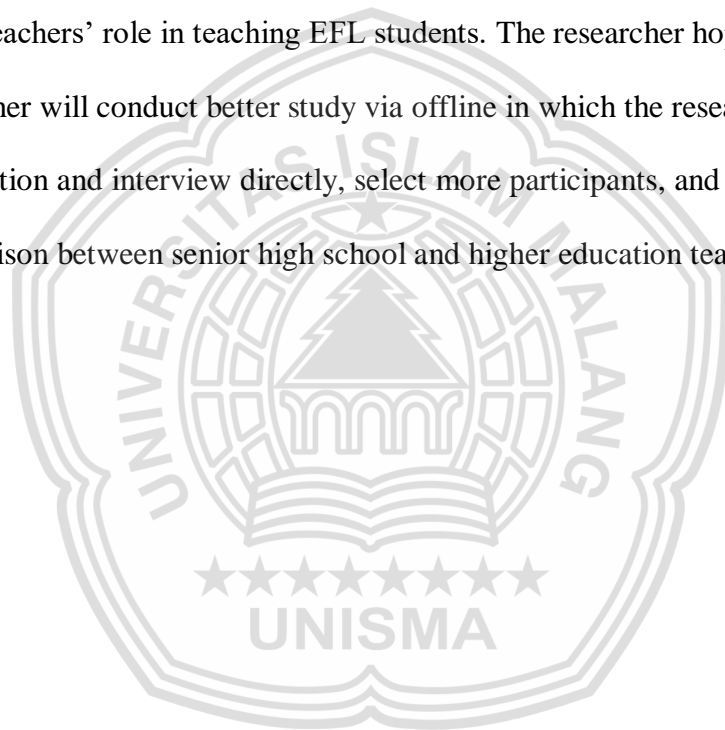 eachers’ role in teaching EFL students. The researcher hop
ner will conduct better study via offline in which the resea
tion and interview directly, select more participants, and
ison between senior high school and higher education tea
UNIVERSITAS ISLAM MALANG
UNISMA